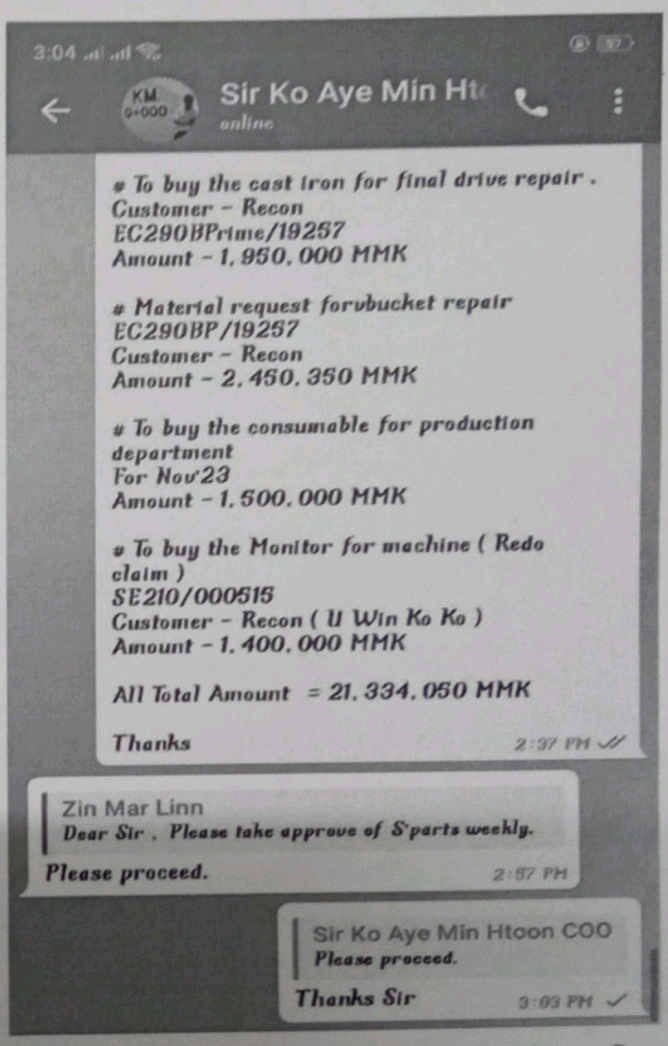 3:04
97
KM
0+000
Sir Ko Aye Min Hto
online
# To buy the cast iron for final drive repair .
Customer - Recon
EC290BPrime/19257
Amount - 1,950,000 MMK
# Material request forvbucket repair
EC290BP/19257
Customer - Recon
Amount - 2,450,350 MMK
# To buy the consumable for production
department
For Nov'23
Amount - 1,500,000 MMK
# To buy the Monitor for machine ( Redo
claim )
SE210/000515
Customer - Recon ( U Win Ko Ko )
Amount - 1,400,000 MMK
All Total Amount = 21,334,050 MMK
Thanks
2:37 PM
Zin Mar Linn
Dear Sir . Please take approve of S'parts weekly.
Please proceed.
2:57 PM
Sir Ko Aye Min Htoon COO
Please proceed.
Thanks Sir
3:03 PM